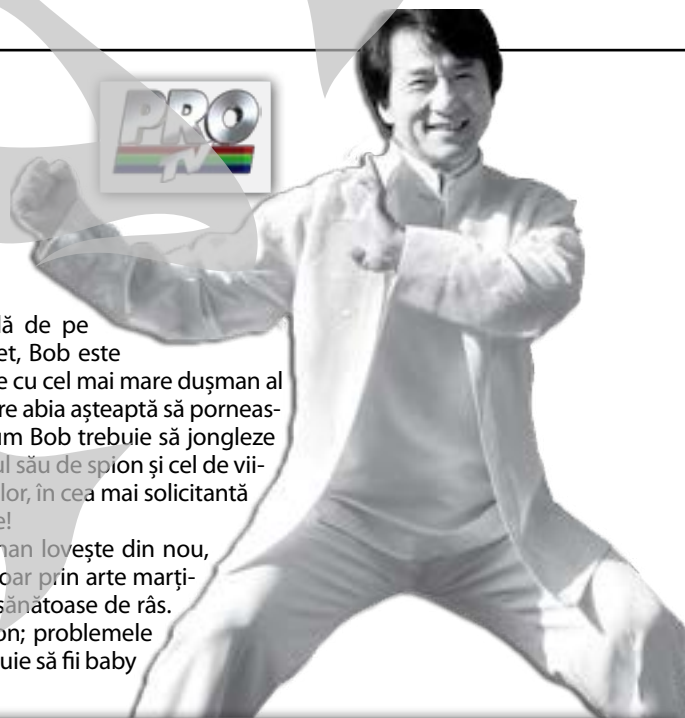 PRO
TV
lă de pe
et, Bob este
e cu cel mai mare dușman al
re abia așteaptă să porneas-
um Bob trebuie să jongleze
ul său de spion și cel de vii-
lor, în cea mai solicitantă
e!
nan lovește din nou,
oar prin arte marți-
sănătoase de râs.
on; problemele
uie să fii baby